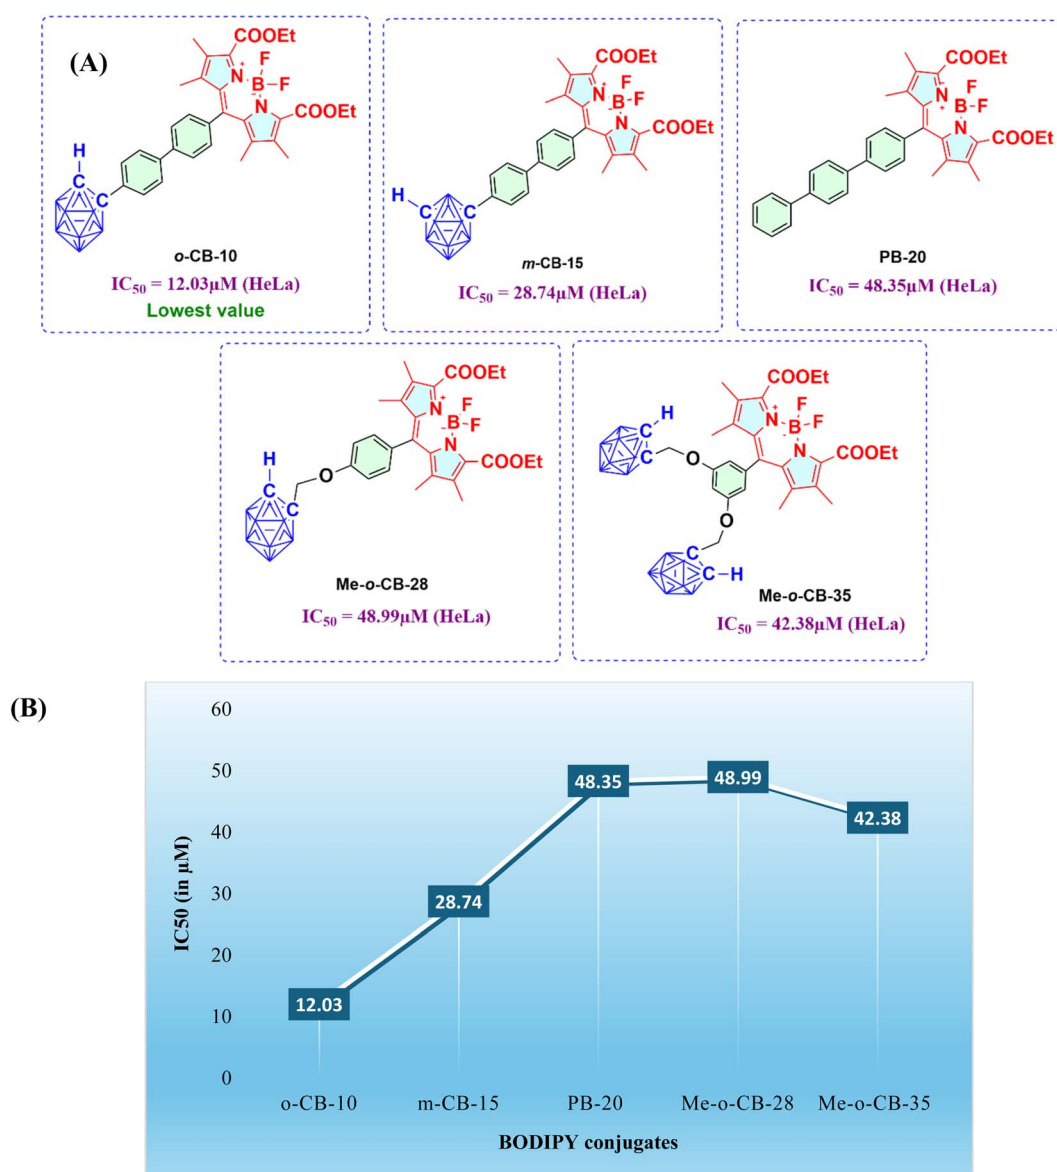 (A)
COOEt
F
N+
B
F
-
N
COOEt
H
C
C
o-CB-10
IC50 = 12.03µM (HeLa)
Lowest value
COOEt
F
N+
B
F
-
N
COOEt
H
C
C
m-CB-15
IC50 = 28.74µM (HeLa)
COOEt
F
N+
B
F
-
N
COOEt
PB-20
IC50 = 48.35µM (HeLa)
COOEt
F
N+
B
F
-
N
COOEt
H
O
C
C
Me-o-CB-28
IC50 = 48.99µM (HeLa)
COOEt
F
N+
B
F
-
N
COOEt
H
C
C
O
O
C
C
H
Me-o-CB-35
IC50 = 42.38µM (HeLa)
(B)
IC50 (in µM)
60
50
40
30
20
10
0
12.03
28.74
48.35
48.99
42.38
o-CB-10 m-CB-15 PB-20 Me-o-CB-28 Me-o-CB-35
BODIPY conjugates